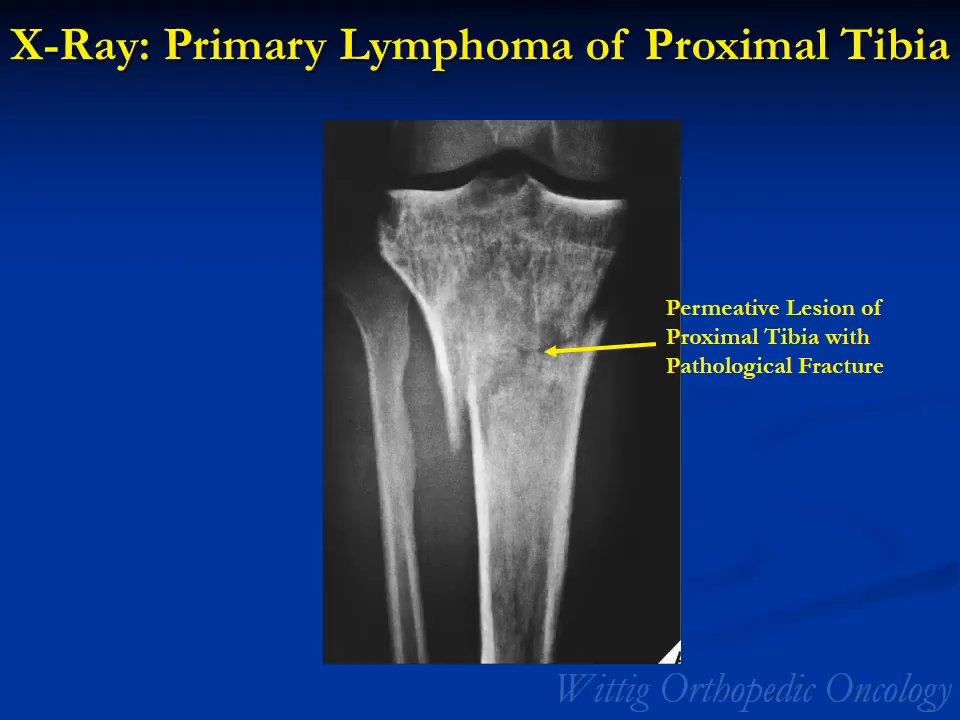 X-Ray: Primary Lymphoma of Proximal Tibia
Permeative Lesion of
Proximal Tibia with
Pathological Fracture
Wittig Orthopedic Oncology